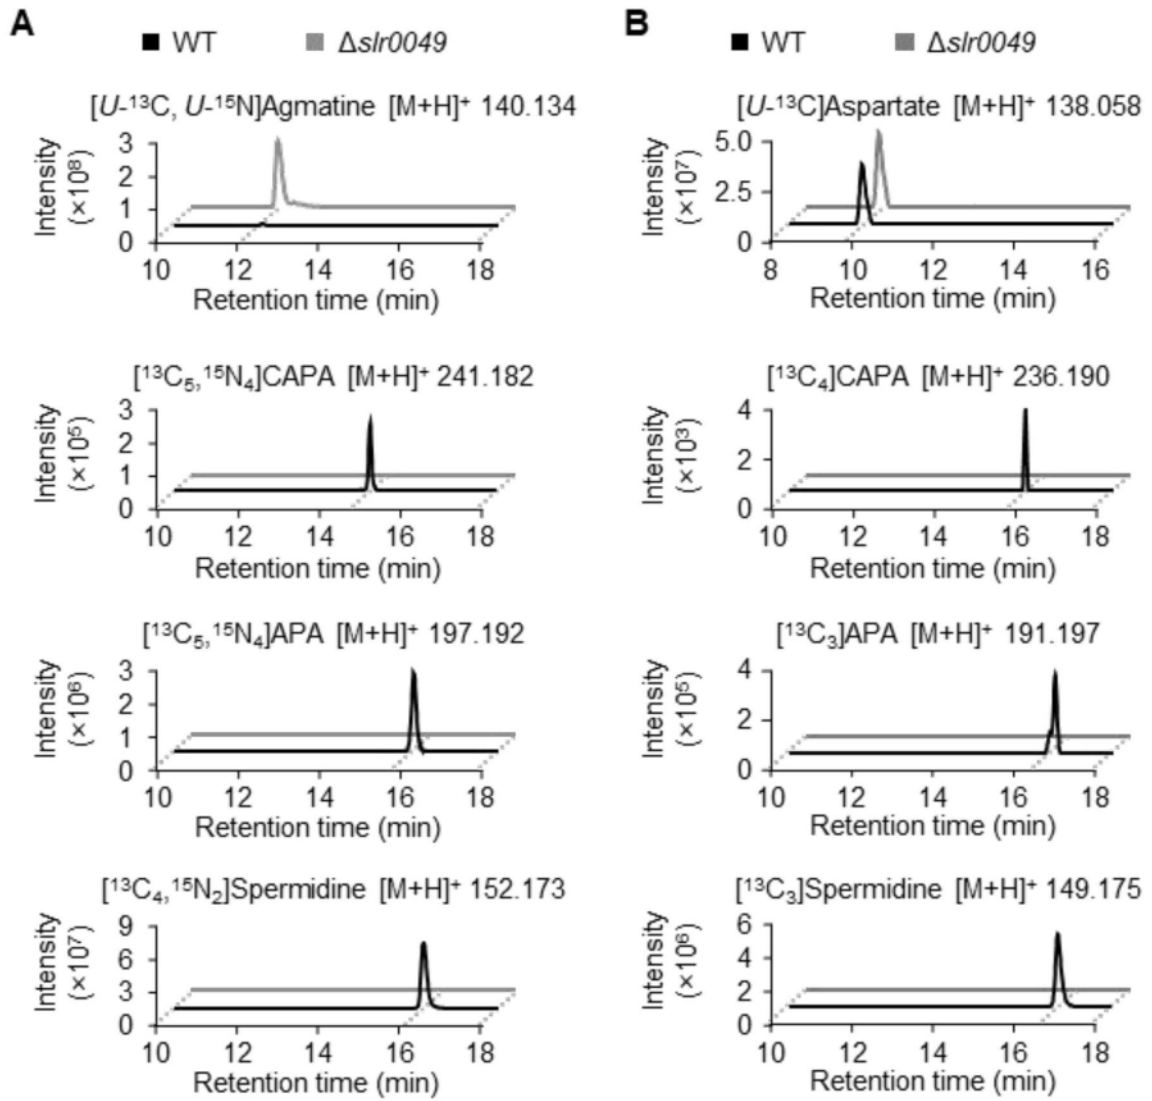 A
WT Δslr0049
[U-¹³C, U-¹⁵N]Agmatine [M+H]⁺ 140.134
Intensity
(×10⁸)
3
2
1
0
10 12 14 16 18
Retention time (min)
[¹³C₅,¹⁵N₄]CAPA [M+H]⁺ 241.182
Intensity
(×10⁵)
3
2
1
0
10 12 14 16 18
Retention time (min)
[¹³C₅,¹⁵N₄]APA [M+H]⁺ 197.192
Intensity
(×10⁶)
3
2
1
0
10 12 14 16 18
Retention time (min)
[¹³C₄,¹⁵N₂]Spermidine [M+H]⁺ 152.173
Intensity
(×10⁷)
9
6
3
0
10 12 14 16 18
Retention time (min)
B
WT Δslr0049
[U-¹³C]Aspartate [M+H]⁺ 138.058
Intensity
(×10⁷)
5.0
2.5
0
8 10 12 14 16
Retention time (min)
[¹³C₄]CAPA [M+H]⁺ 236.190
Intensity
(×10³)
4
2
0
10 12 14 16 18
Retention time (min)
[¹³C₃]APA [M+H]⁺ 191.197
Intensity
(×10⁵)
4
2
0
10 12 14 16 18
Retention time (min)
[¹³C₃]Spermidine [M+H]⁺ 149.175
Intensity
(×10⁶)
6
4
2
0
10 12 14 16 18
Retention time (min)